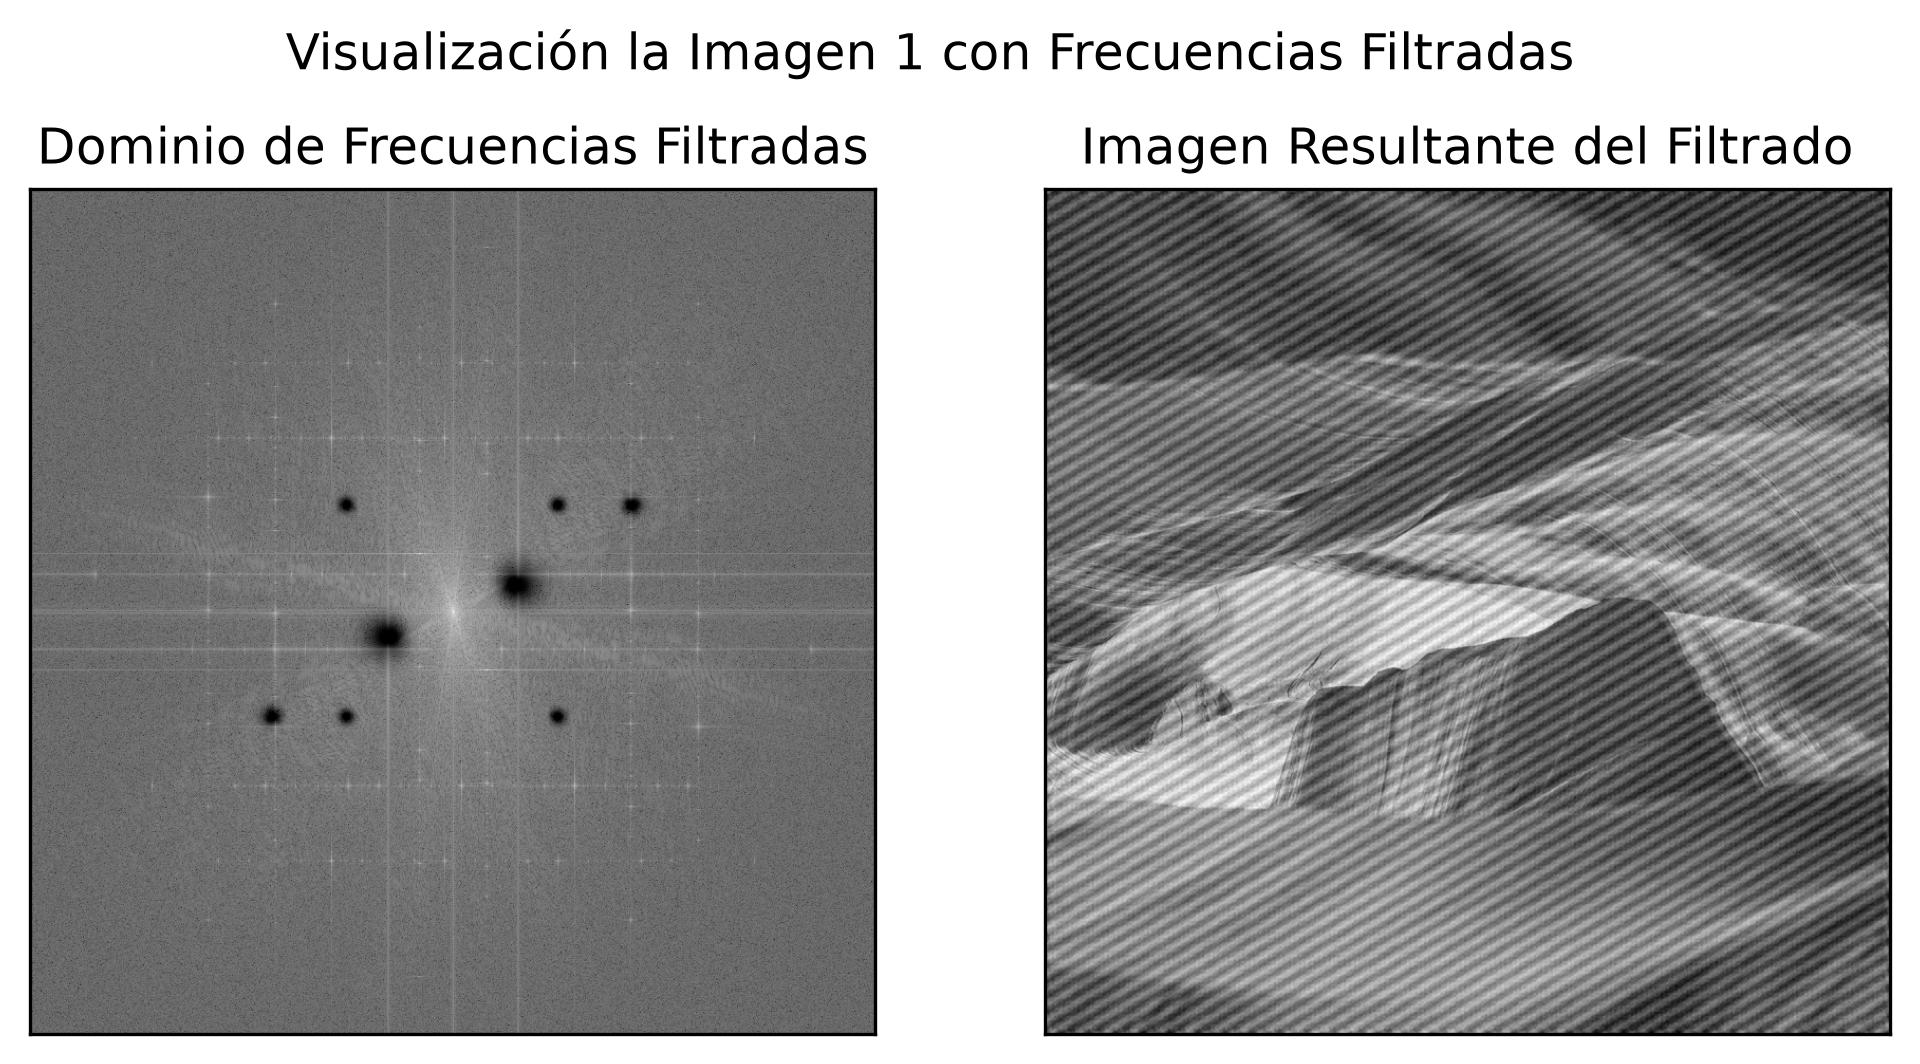 Visualización la Imagen 1 con Frecuencias Filtradas
Dominio de Frecuencias Filtradas
Imagen Resultante del Filtrado